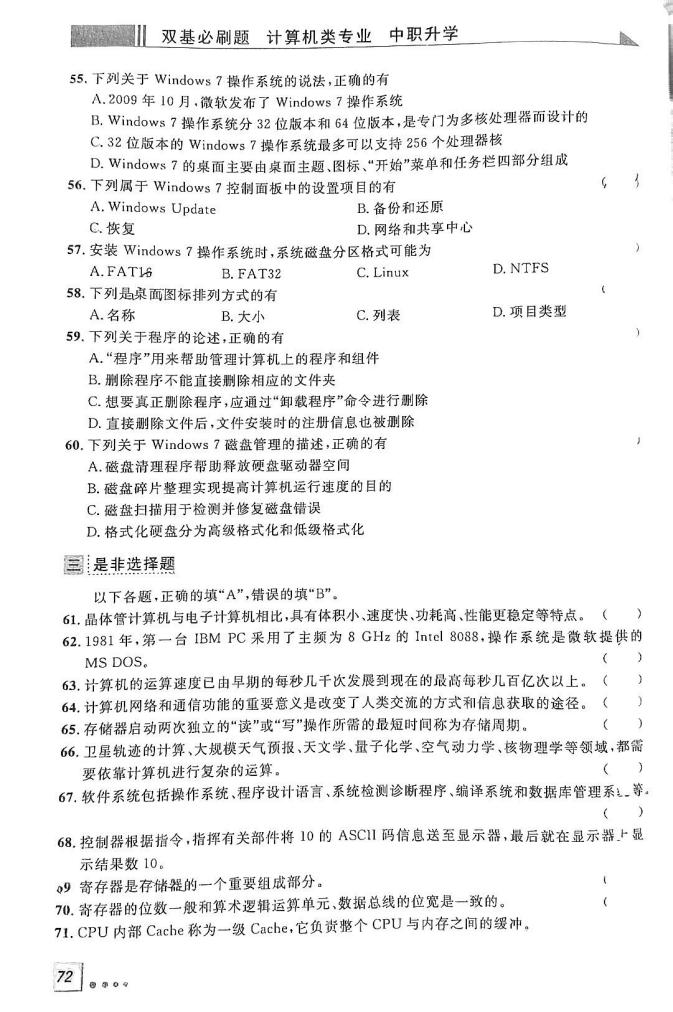 双基必刷题 计算机类专业 中职升学
55. 下列关于 Windows 7 操作系统的说法,正确的有
A. 2009 年 10 月,微软发布了 Windows 7 操作系统
B. Windows 7 操作系统分 32 位版本和 64 位版本,是专门为多核处理器而设计的
C. 32 位版本的 Windows 7 操作系统最多可以支持 256 个处理器核
D. Windows 7 的桌面主要由桌面主题、图标、“开始”菜单和任务栏四部分组成
56. 下列属于 Windows 7 控制面板中的设置项目的有
A. Windows Update B. 备份和还原
C. 恢复 D. 网络和共享中心
57. 安装 Windows 7 操作系统时,系统磁盘分区格式可能为 )
A. FAT16 B. FAT32 C. Linux D. NTFS
58. 下列是桌面图标排列方式的有 (
A. 名称 B. 大小 C. 列表 D. 项目类型
59. 下列关于程序的论述,正确的有 )
A. “程序”用来帮助管理计算机上的程序和组件
B. 删除程序不能直接删除相应的文件夹
C. 想要真正删除程序,应通过“卸载程序”命令进行删除
D. 直接删除文件后,文件安装时的注册信息也被删除
60. 下列关于 Windows 7 磁盘管理的描述,正确的有
A. 磁盘清理程序帮助释放硬盘驱动器空间
B. 磁盘碎片整理实现提高计算机运行速度的目的
C. 磁盘扫描用于检测并修复磁盘错误
D. 格式化硬盘分为高级格式化和低级格式化
三 是非选择题
以下各题,正确的填“A”,错误的填“B”。
61. 晶体管计算机与电子计算机相比,具有体积小、速度快、功耗高、性能更稳定等特点。 ( )
62. 1981 年,第一台 IBM PC 采用了主频为 8 GHz 的 Intel 8088,操作系统是微软提供的
MS DOS。 ( )
63. 计算机的运算速度已由早期的每秒几千次发展到现在的最高每秒几百亿次以上。 ( )
64. 计算机网络和通信功能的重要意义是改变了人类交流的方式和信息获取的途径。 ( )
65. 存储器启动两次独立的“读”或“写”操作所需的最短时间称为存储周期。 ( )
66. 卫星轨迹的计算、大规模天气预报、天文学、量子化学、空气动力学、核物理学等领域,都需
要依靠计算机进行复杂的运算。 ( )
67. 软件系统包括操作系统、程序设计语言、系统检测诊断程序、编译系统和数据库管理系 等。
( )
68. 控制器根据指令,指挥有关部件将 10 的 ASCII 码信息送至显示器,最后就在显示器上显
示结果数 10。
9 寄存器是存储器的一个重要组成部分。 (
70. 寄存器的位数一般和算术逻辑运算单元、数据总线的位宽是一致的。 (
71. CPU 内部 Cache 称为一级 Cache,它负责整个 CPU 与内存之间的缓冲。
72